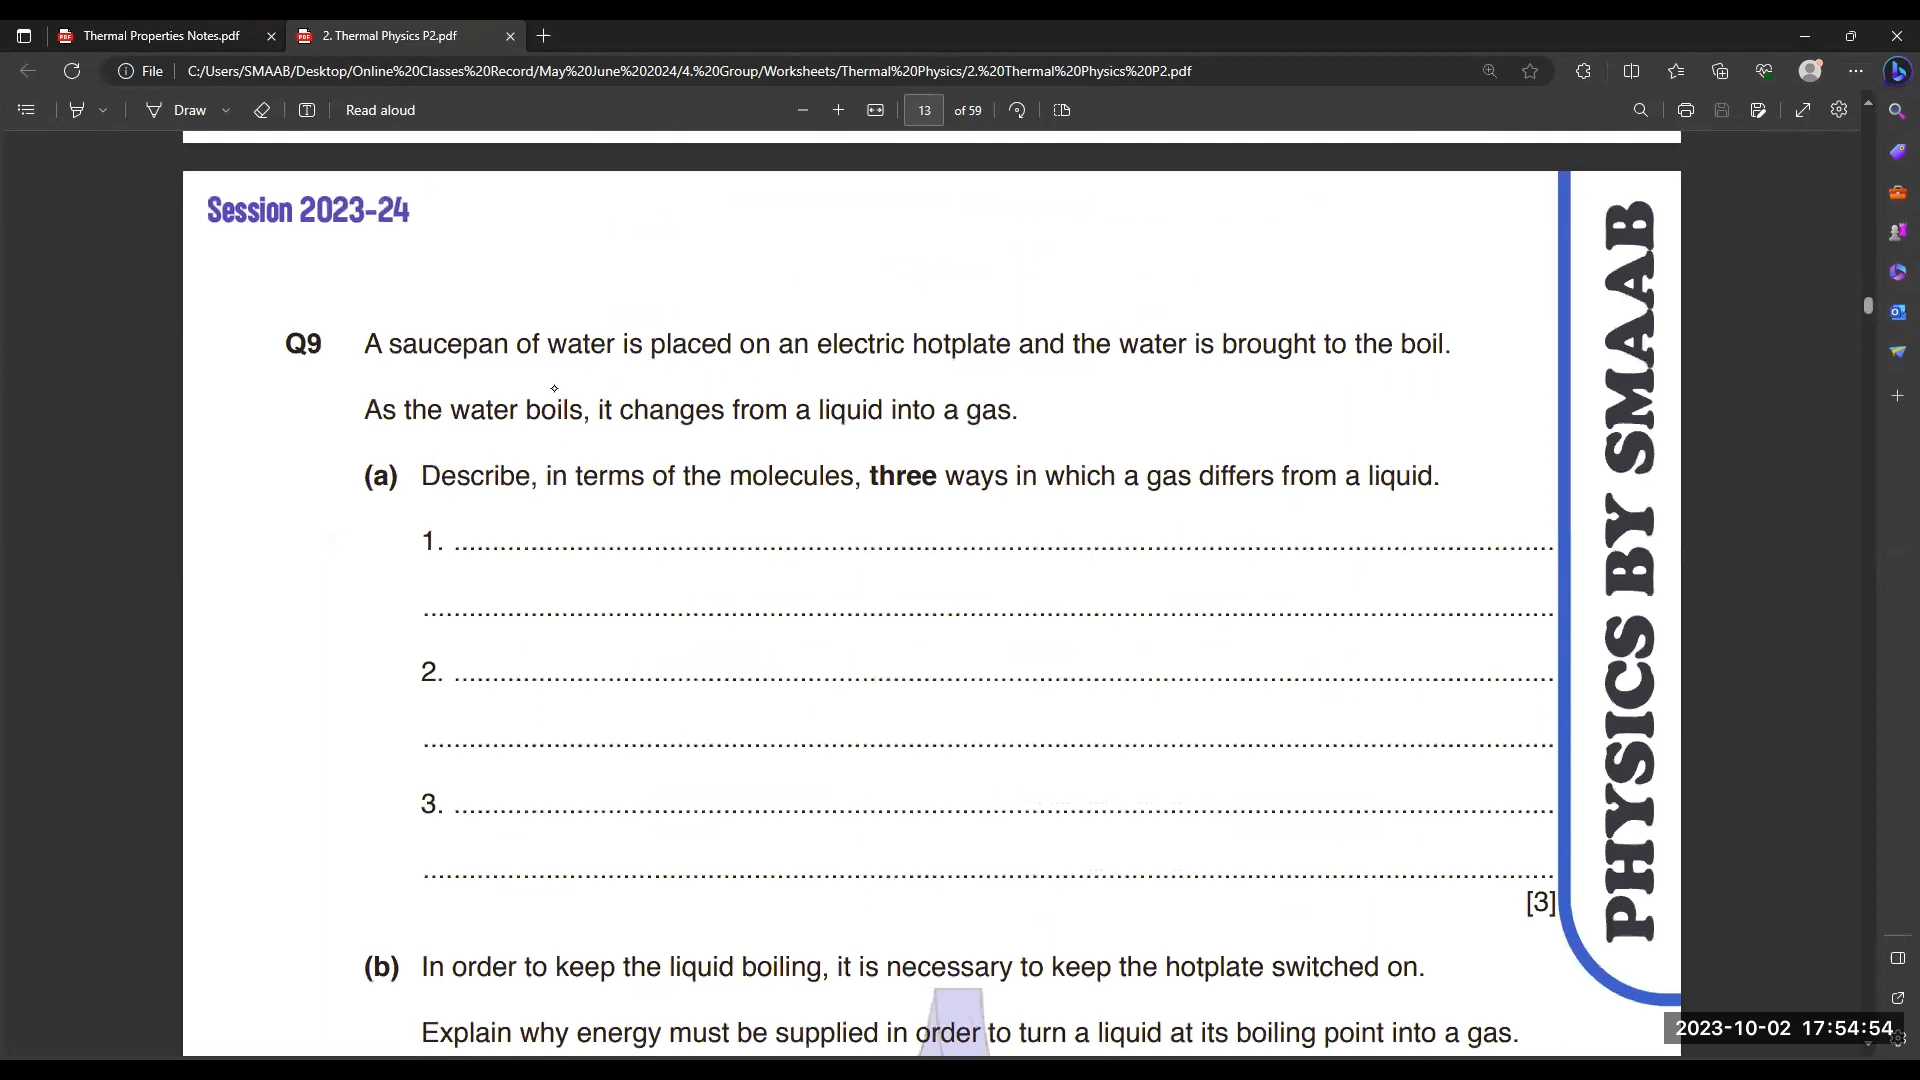 Thermal Properties Notes.pdf
2. Thermal Physics P2.pdf
File
C:/Users/SMAAB/Desktop/Online%20Classes%20Record/May%20June%202024/4.%20Group/Worksheets/Thermal%20Physics/2.%20Thermal%20Physics%20P2.pdf
Draw
Read aloud
13 of 59
Session 2023-24
Q9 A saucepan of water is placed on an electric hotplate and the water is brought to the boil.
As the water boils, it changes from a liquid into a gas.
(a) Describe, in terms of the molecules, three ways in which a gas differs from a liquid.
1. ..........
..........
2. ..........
..........
3. ..........
..........
[3]
(b) In order to keep the liquid boiling, it is necessary to keep the hotplate switched on.
Explain why energy must be supplied in order to turn a liquid at its boiling point into a gas.
PHYSICS BY SMAAB
2023-10-02 17:54:54